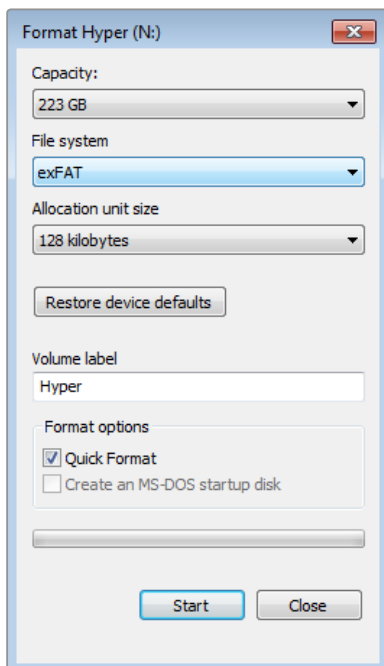 Format Hyper (N:)
Capacity:
223 GB
File system
exFAT
Allocation unit size
128 kilobytes
Restore device defaults
Volume label
Hyper
Format options
Quick Format
Create an MS-DOS startup disk
Start Close